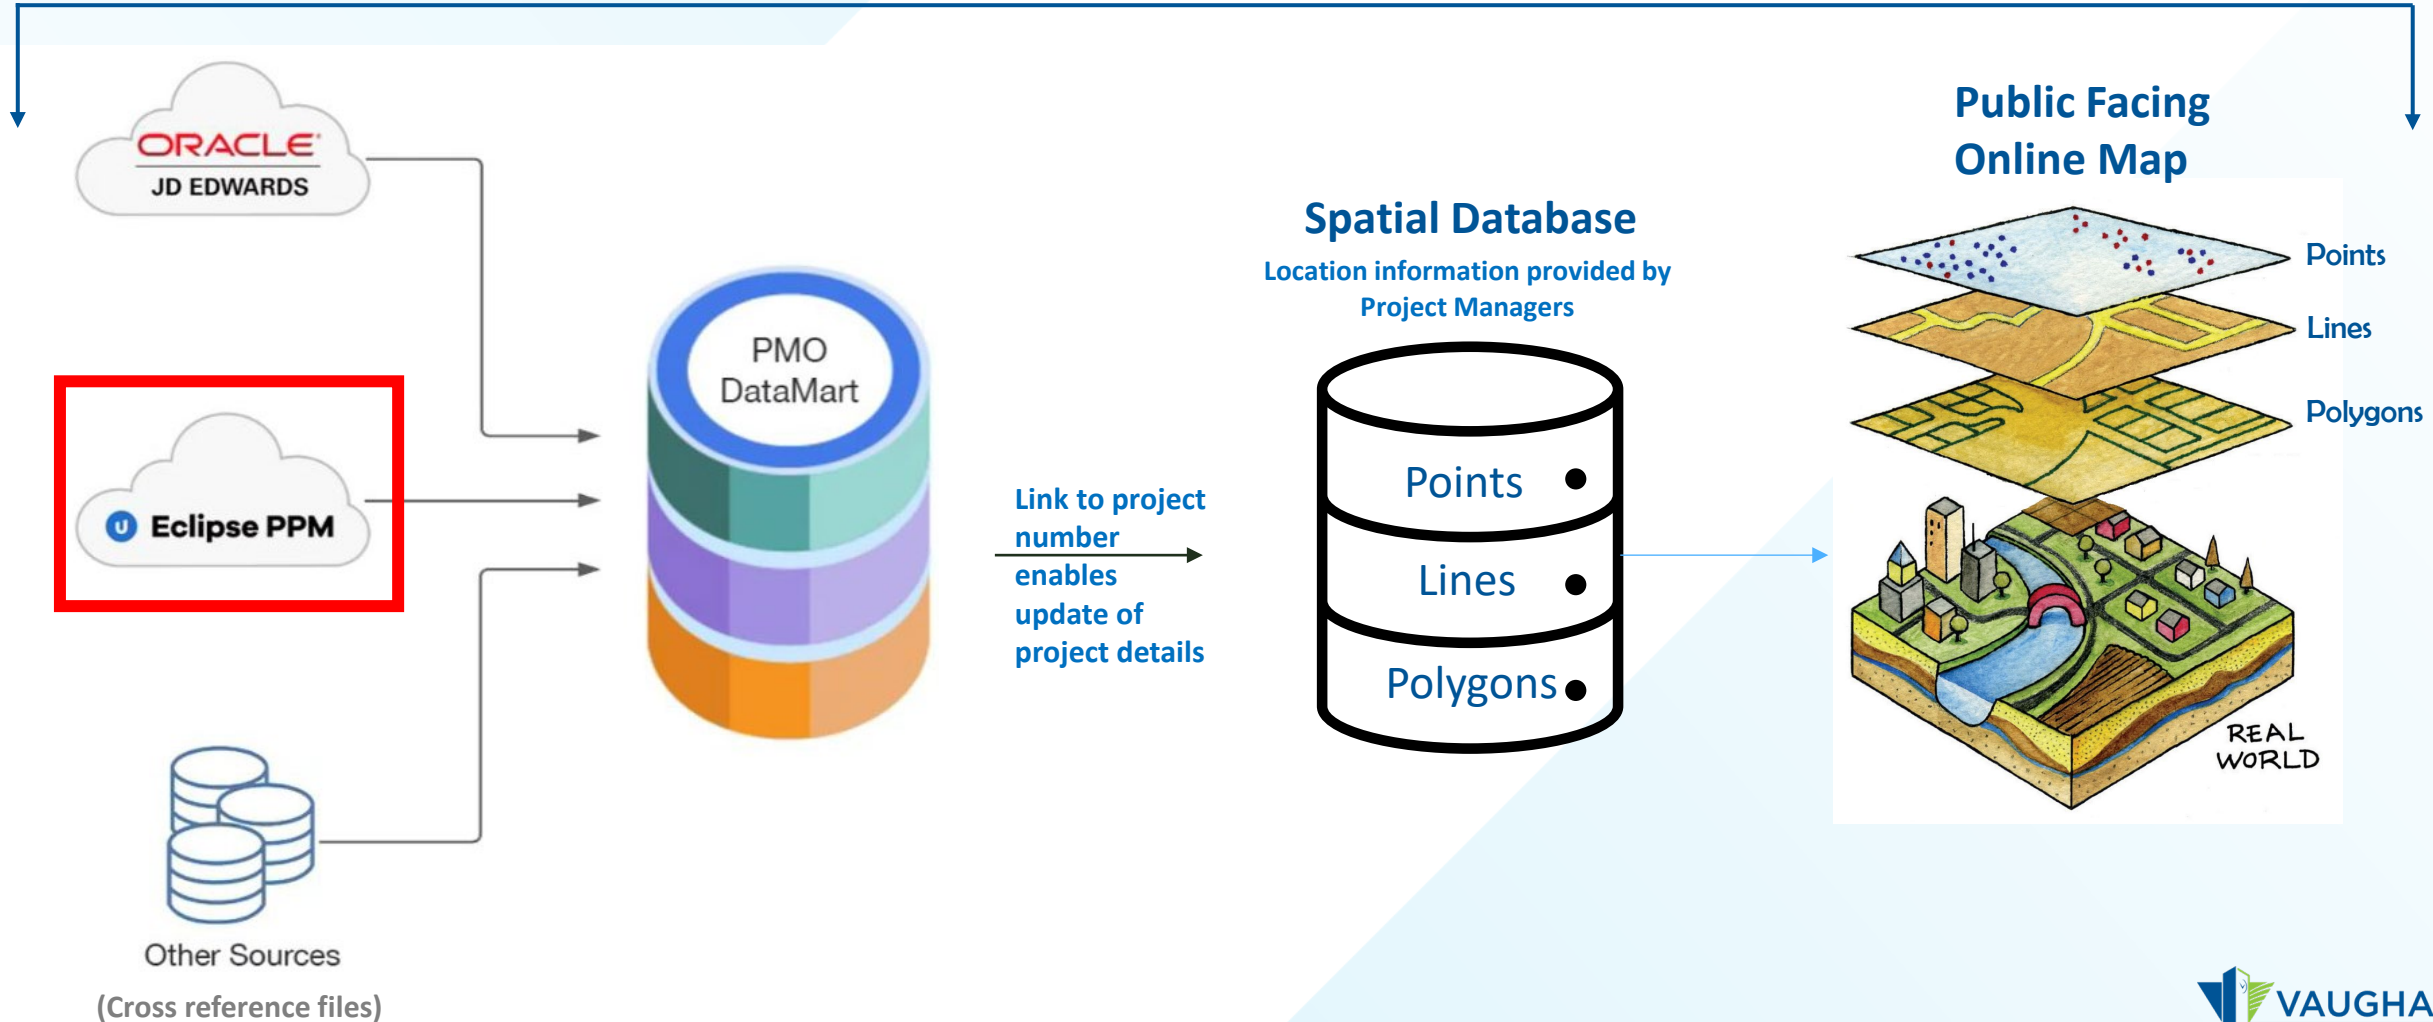 ORACLE
JD EDWARDS
Eclipse PPM
Other Sources
(Cross reference files)
PMO
DataMart
Link to project
number
enables
update of
project details
Spatial Database
Location information provided by
Project Managers
Points
Lines
Polygons
Public Facing
Online Map
Points
Lines
Polygons
REAL
WORLD
VAUGHA